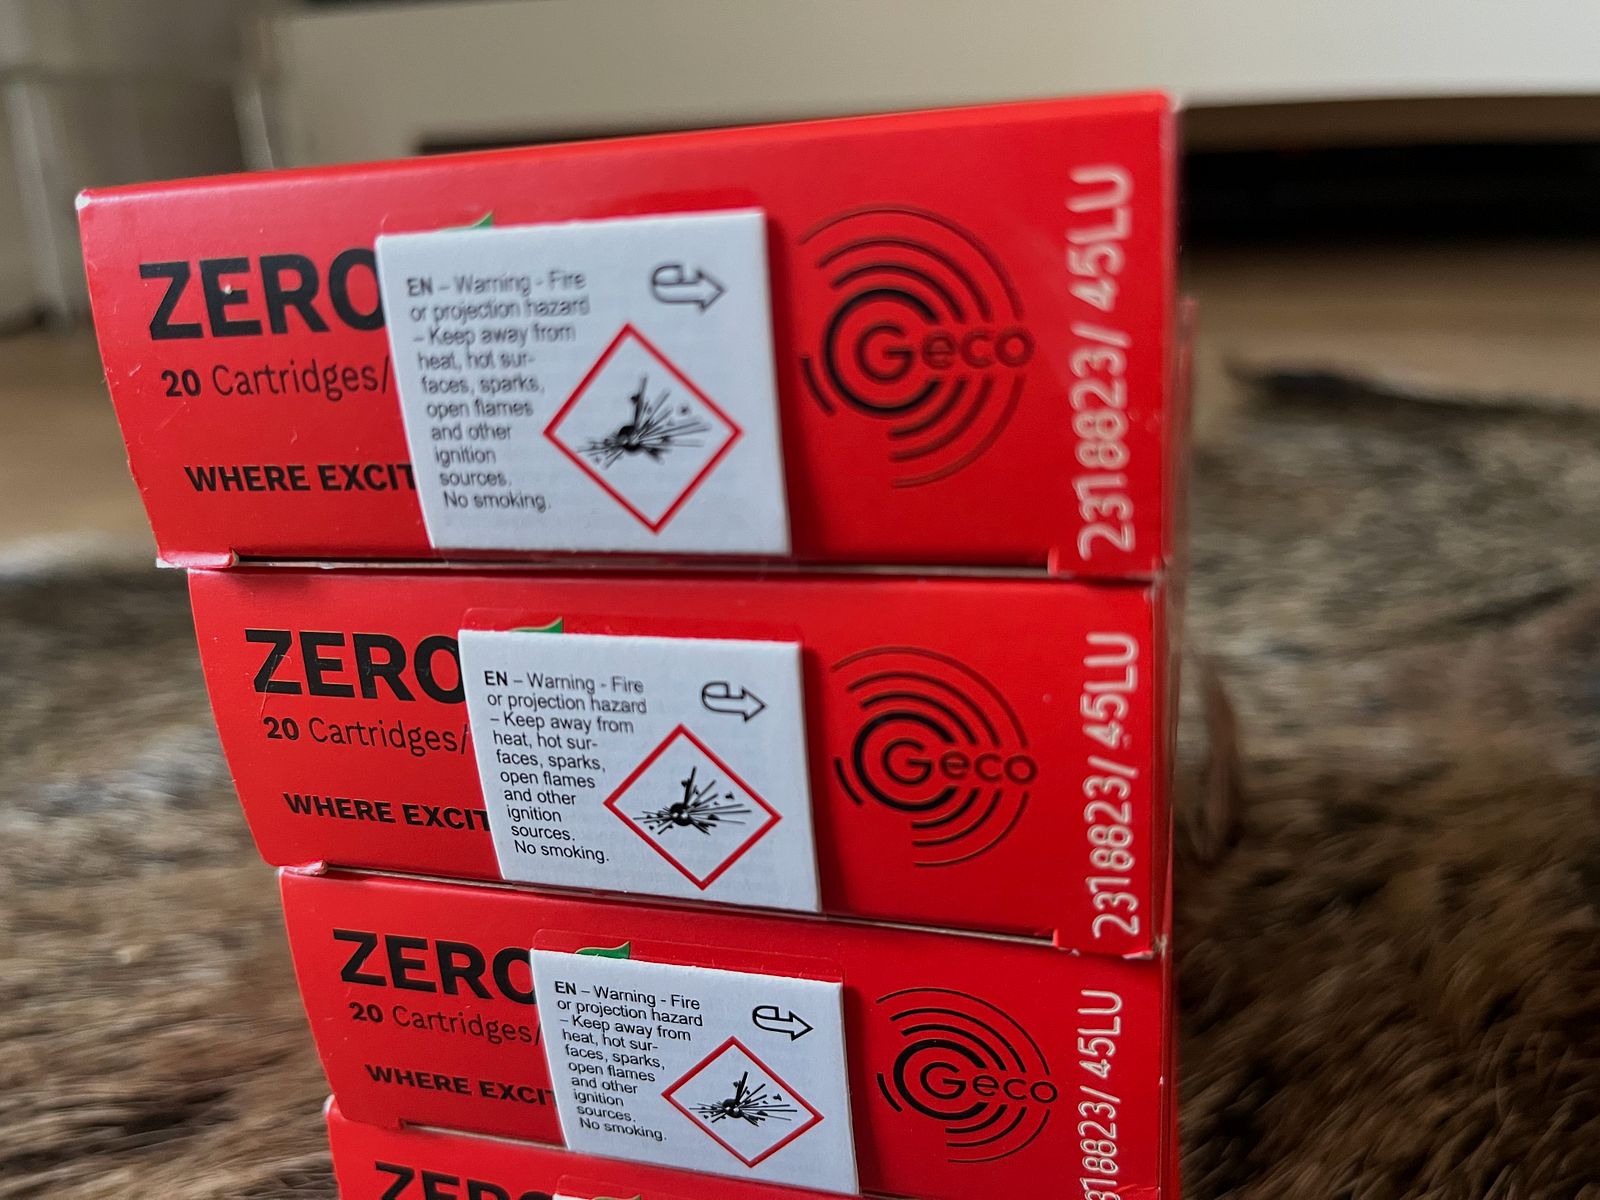 ZERO
20 Cartridges/
WHERE EXCIT
EN – Warning - Fire
or projection hazard
– Keep away from
heat, hot sur-
faces, sparks,
open flames
and other
ignition
sources.
No smoking.
Geco
2318823/ 45LU
ZERO
20 Cartridges/
WHERE EXCIT
EN – Warning - Fire
or projection hazard
– Keep away from
heat, hot sur-
faces, sparks,
open flames
and other
ignition
sources.
No smoking.
Geco
2318823/ 45LU
ZERO
20 Cartridges/
WHERE EXCI
EN – Warning - Fire
or projection hazard
– Keep away from
heat, hot sur-
faces, sparks,
open flames
and other
ignition
sources.
No smoking.
Geco
2318823/ 45LU
ZERO